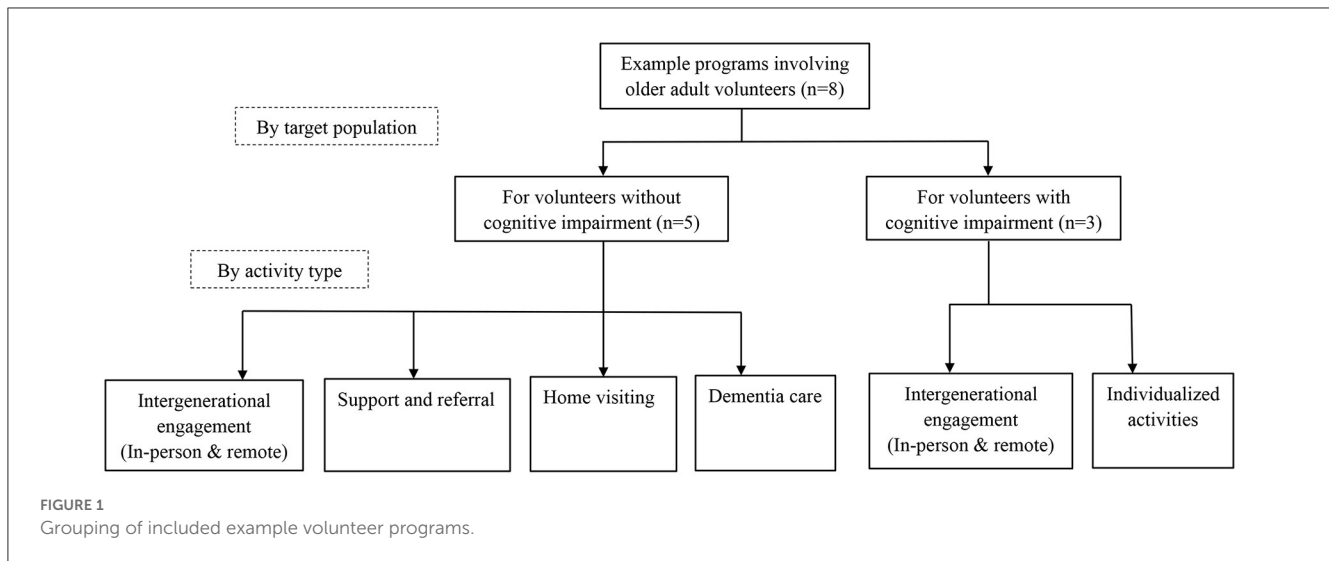 Example programs involving
older adult volunteers (n=8)
By target population
For volunteers without
cognitive impairment (n=5)
For volunteers with
cognitive impairment (n=3)
By activity type
Intergenerational
engagement
(In-person & remote)
Support and referral
Home visiting
Dementia care
Intergenerational
engagement
(In-person & remote)
Individualized
activities
FIGURE 1
Grouping of included example volunteer programs.